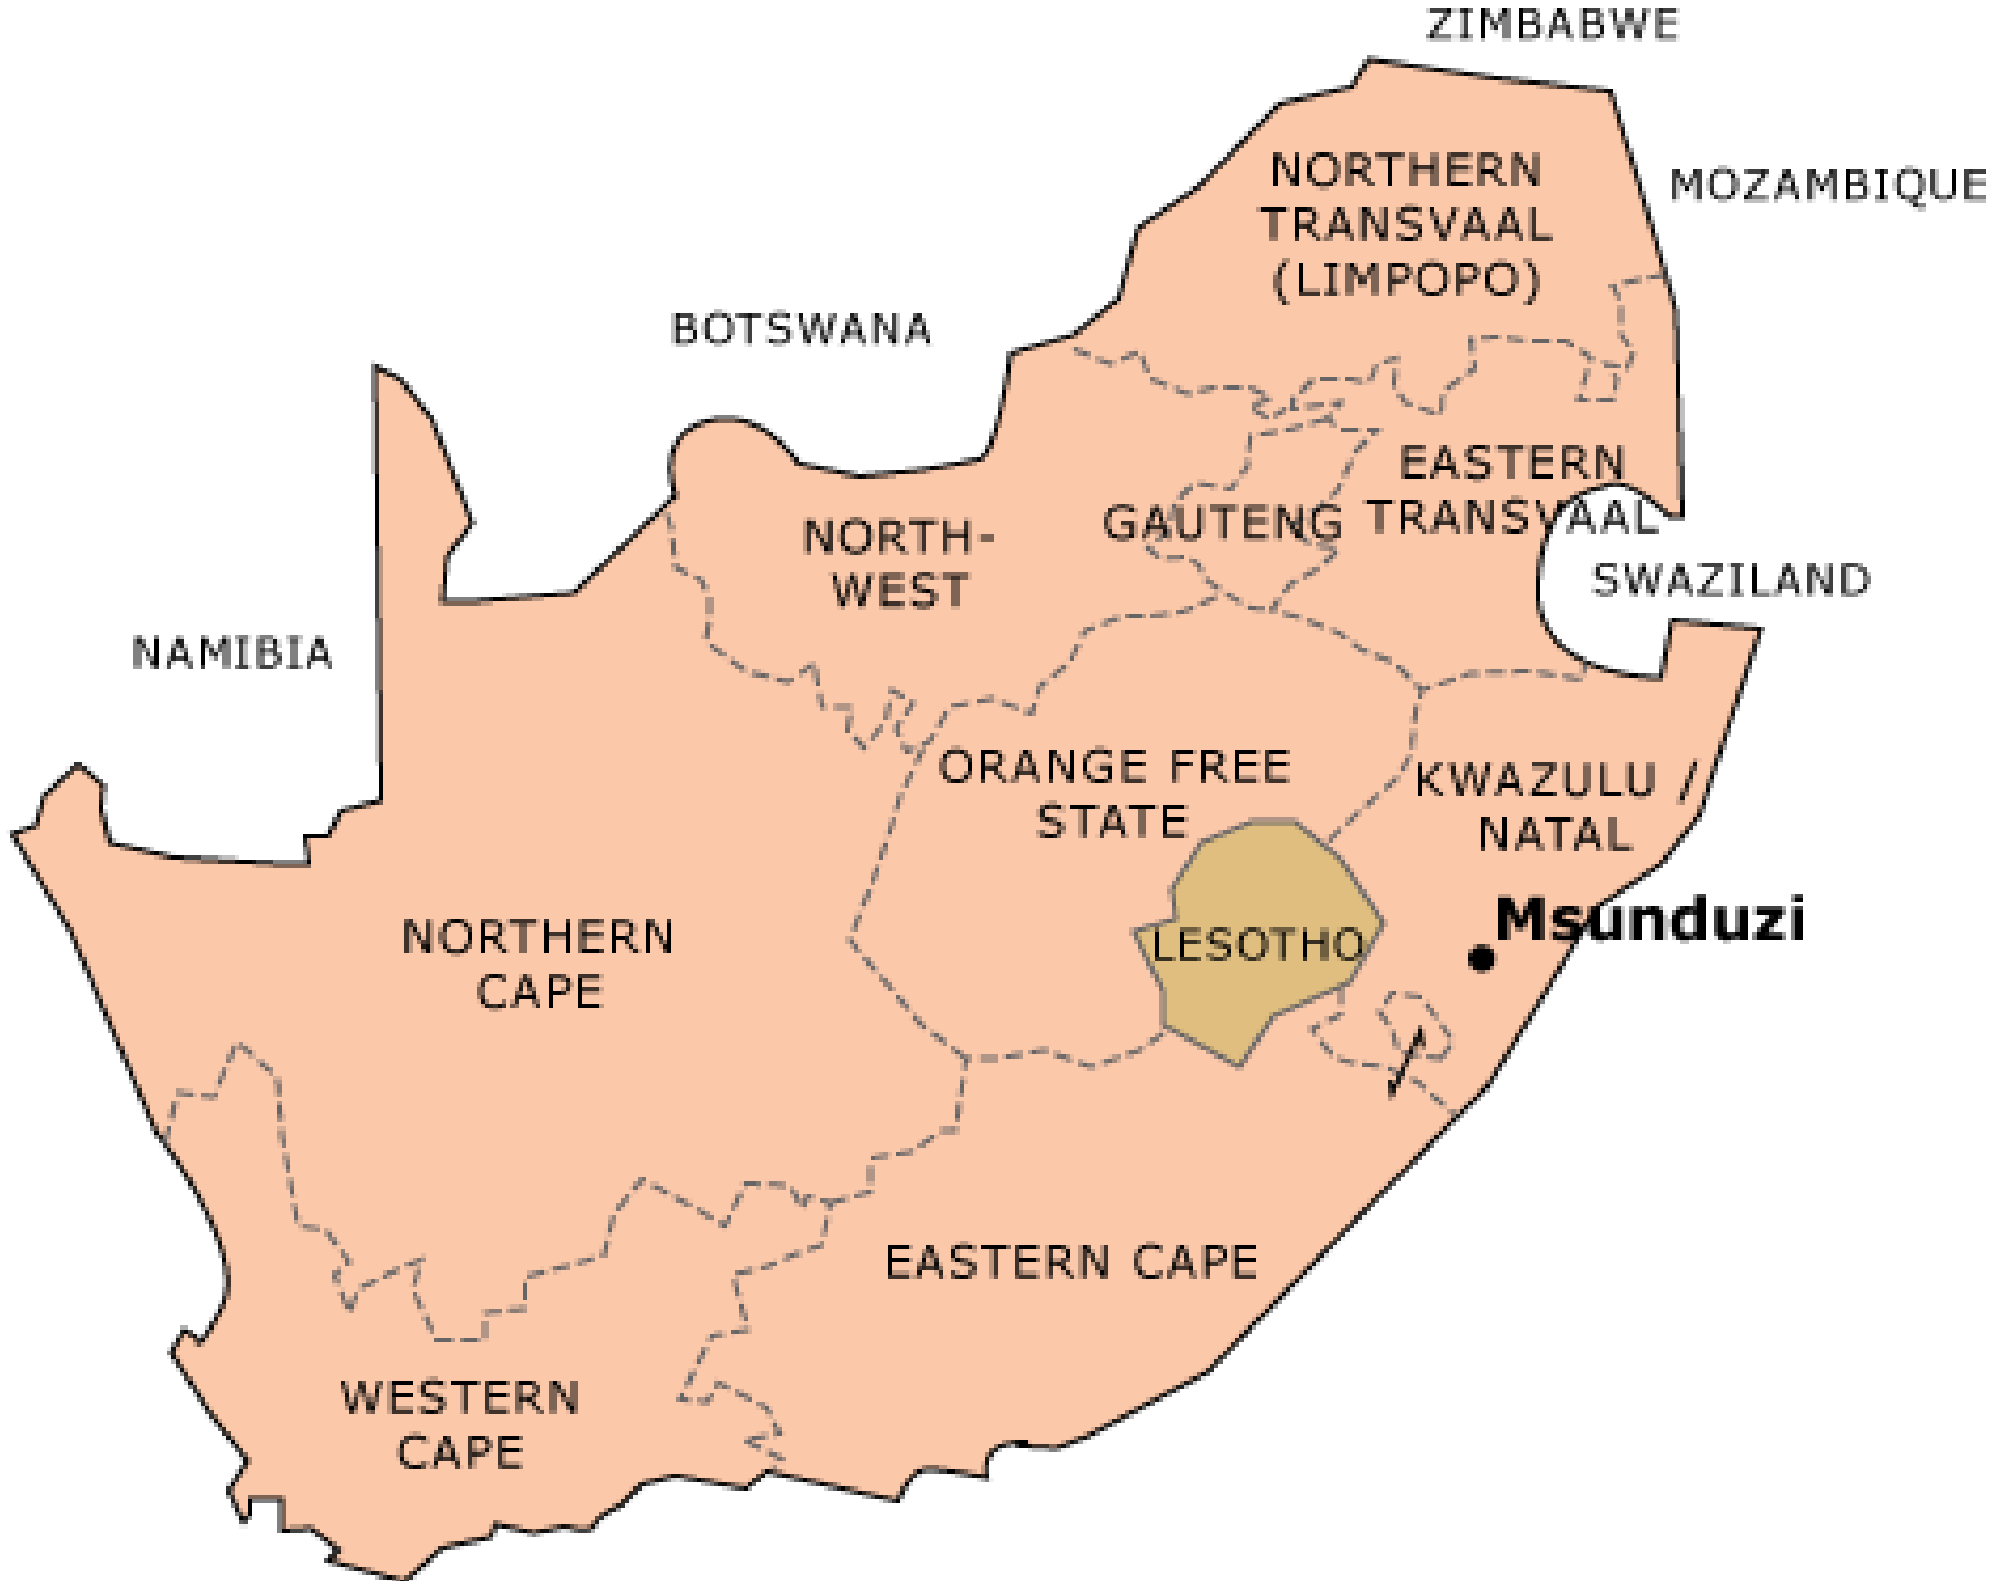 ZIMBABWE
NORTHERN
TRANSVAAL
(LIMPOPO)
MOZAMBIQUE
BOTSWANA
EASTERN
TRANSVAAL
GAUTENG
NORTH-
WEST
SWAZILAND
NAMIBIA
ORANGE FREE
STATE
KWAZULU /
NATAL
Msunduzi
LESOTHO
NORTHERN
CAPE
EASTERN CAPE
WESTERN
CAPE